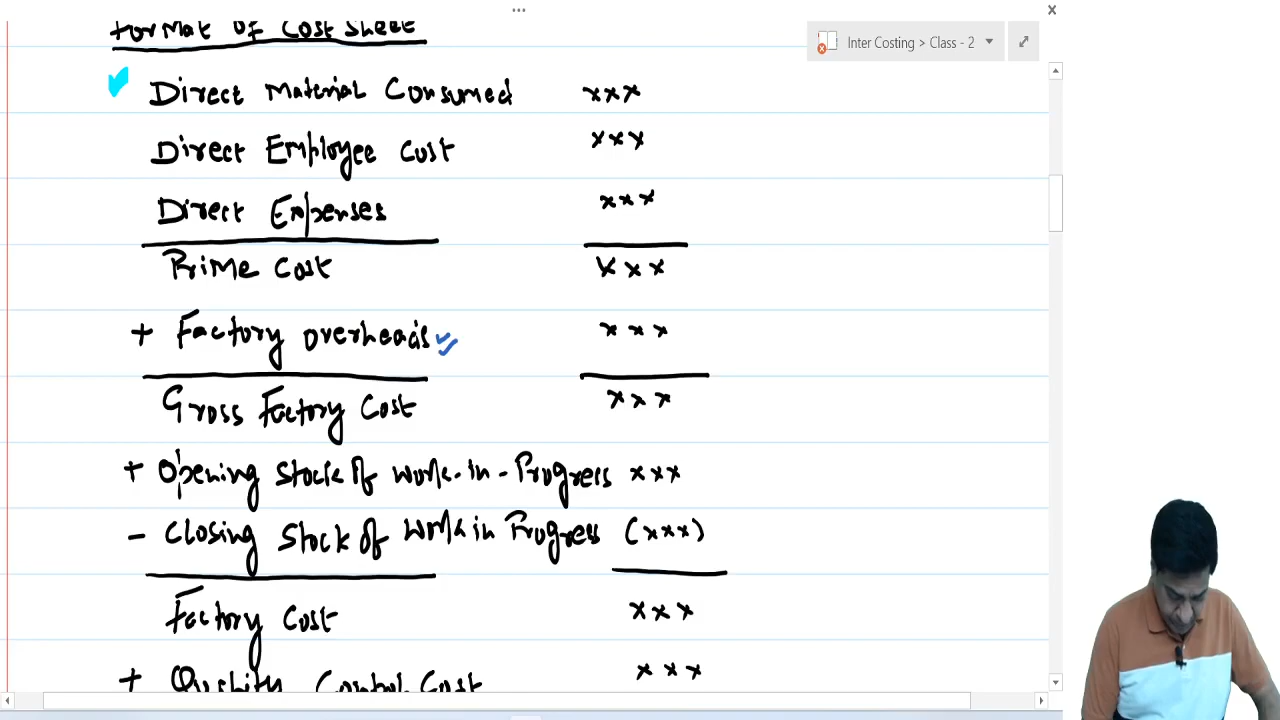 Format of Cost Sheet
Inter Costing > Class - 2
Direct Material Consumed xxx
Direct Employee Cost xxx
Direct Expenses xxx
Prime Cost xxx
+ Factory overheads xxx
Gross Factory Cost xxx
+ Opening Stock of Work-in-Progress xxx
- Closing Stock of Work in Progress (xxx)
Factory Cost xxx
+ Quality Control Cost xxx